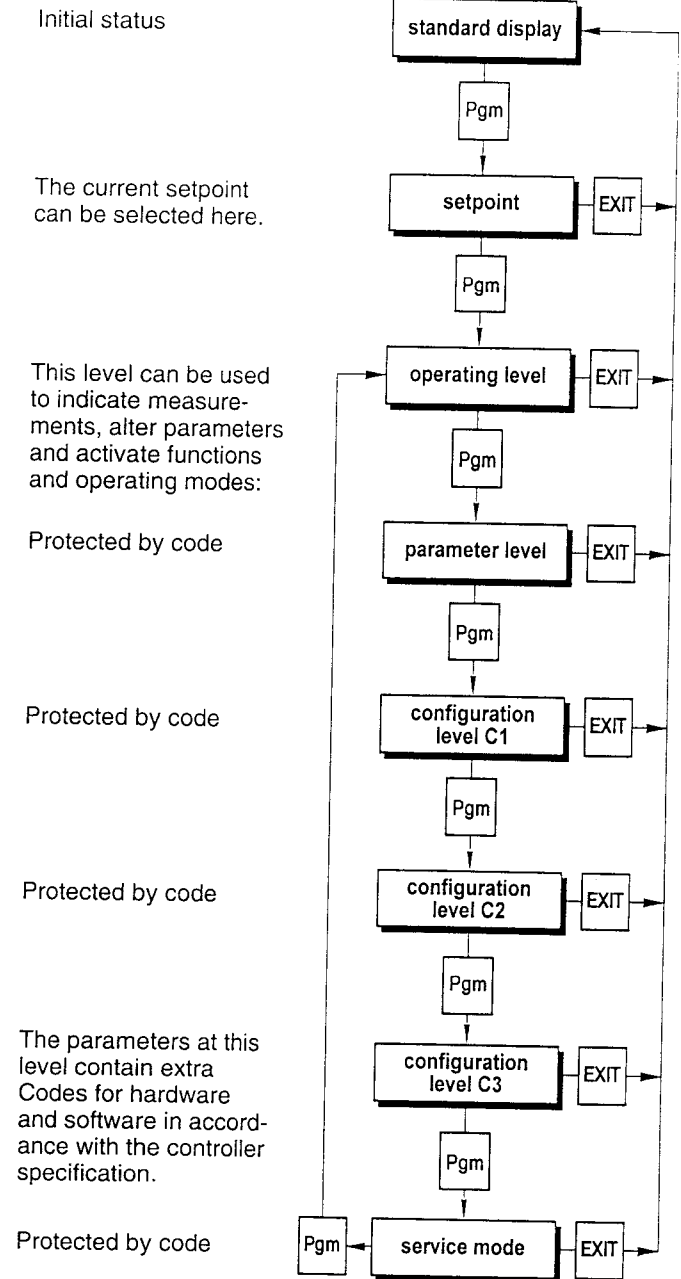 Initial status
standard display
Pgm
The current setpoint
can be selected here.
setpoint
EXIT
Pgm
This level can be used
to indicate measure-
ments, alter parameters
and activate functions
and operating modes:
operating level
EXIT
Pgm
Protected by code
parameter level
EXIT
Pgm
Protected by code
configuration
level C1
EXIT
Pgm
Protected by code
configuration
level C2
EXIT
Pgm
The parameters at this
level contain extra
Codes for hardware
and software in accord-
ance with the controller
specification.
configuration
level C3
EXIT
Pgm
Protected by code
Pgm
service mode
EXIT